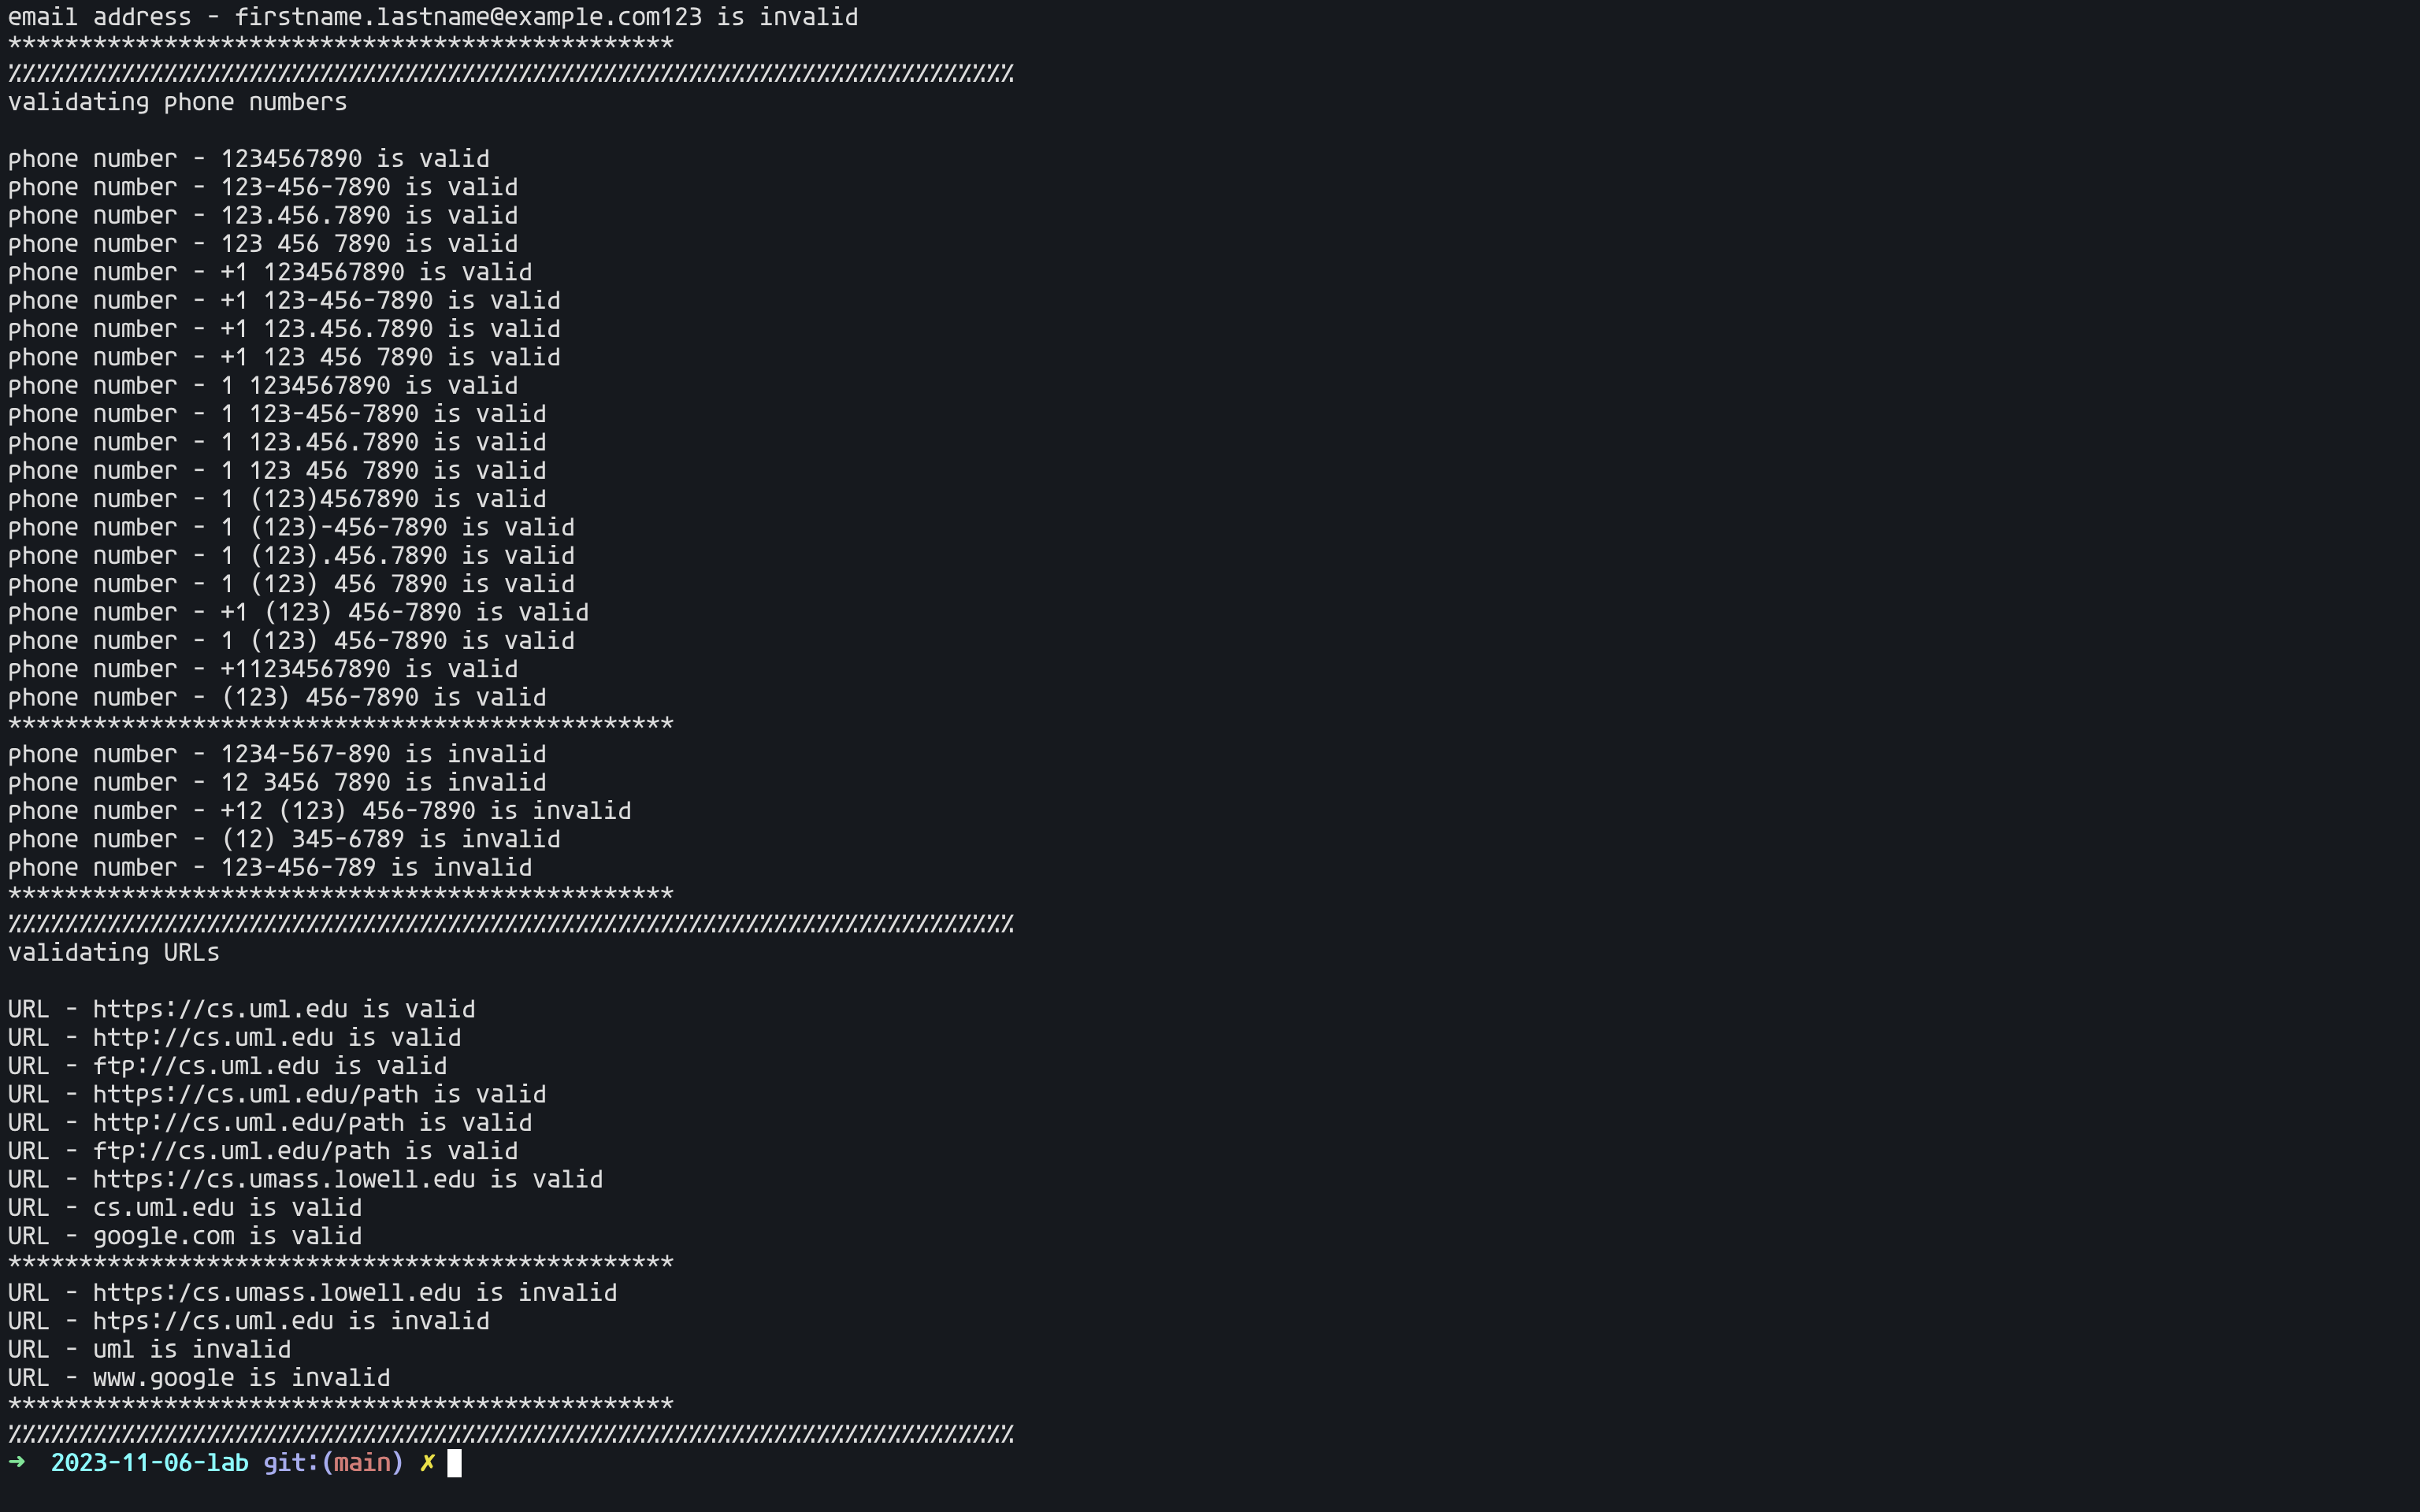 email address - firstname.lastname@example.com123 is invalid
***********************************************
%%%%%%%%%%%%%%%%%%%%%%%%%%%%%%%%%%%%%%%%%%%%%%%%%%%%%%%%%%%%%%%%%%%%%%%
validating phone numbers

phone number - 1234567890 is valid
phone number - 123-456-7890 is valid
phone number - 123.456.7890 is valid
phone number - 123 456 7890 is valid
phone number - +1 1234567890 is valid
phone number - +1 123-456-7890 is valid
phone number - +1 123.456.7890 is valid
phone number - +1 123 456 7890 is valid
phone number - 1 1234567890 is valid
phone number - 1 123-456-7890 is valid
phone number - 1 123.456.7890 is valid
phone number - 1 123 456 7890 is valid
phone number - 1 (123)4567890 is valid
phone number - 1 (123)-456-7890 is valid
phone number - 1 (123).456.7890 is valid
phone number - 1 (123) 456 7890 is valid
phone number - +1 (123) 456-7890 is valid
phone number - 1 (123) 456-7890 is valid
phone number - +11234567890 is valid
phone number - (123) 456-7890 is valid
***********************************************
phone number - 1234-567-890 is invalid
phone number - 12 3456 7890 is invalid
phone number - +12 (123) 456-7890 is invalid
phone number - (12) 345-6789 is invalid
phone number - 123-456-789 is invalid
***********************************************
%%%%%%%%%%%%%%%%%%%%%%%%%%%%%%%%%%%%%%%%%%%%%%%%%%%%%%%%%%%%%%%%%%%%%%%
validating URLs

URL - https://cs.uml.edu is valid
URL - http://cs.uml.edu is valid
URL - ftp://cs.uml.edu is valid
URL - https://cs.uml.edu/path is valid
URL - http://cs.uml.edu/path is valid
URL - ftp://cs.uml.edu/path is valid
URL - https://cs.umass.lowell.edu is valid
URL - cs.uml.edu is valid
URL - google.com is valid
***********************************************
URL - https:/cs.umass.lowell.edu is invalid
URL - htps://cs.uml.edu is invalid
URL - uml is invalid
URL - www.google is invalid
***********************************************
%%%%%%%%%%%%%%%%%%%%%%%%%%%%%%%%%%%%%%%%%%%%%%%%%%%%%%%%%%%%%%%%%%%%%%%
➜  2023-11-06-lab git:(main) ✗